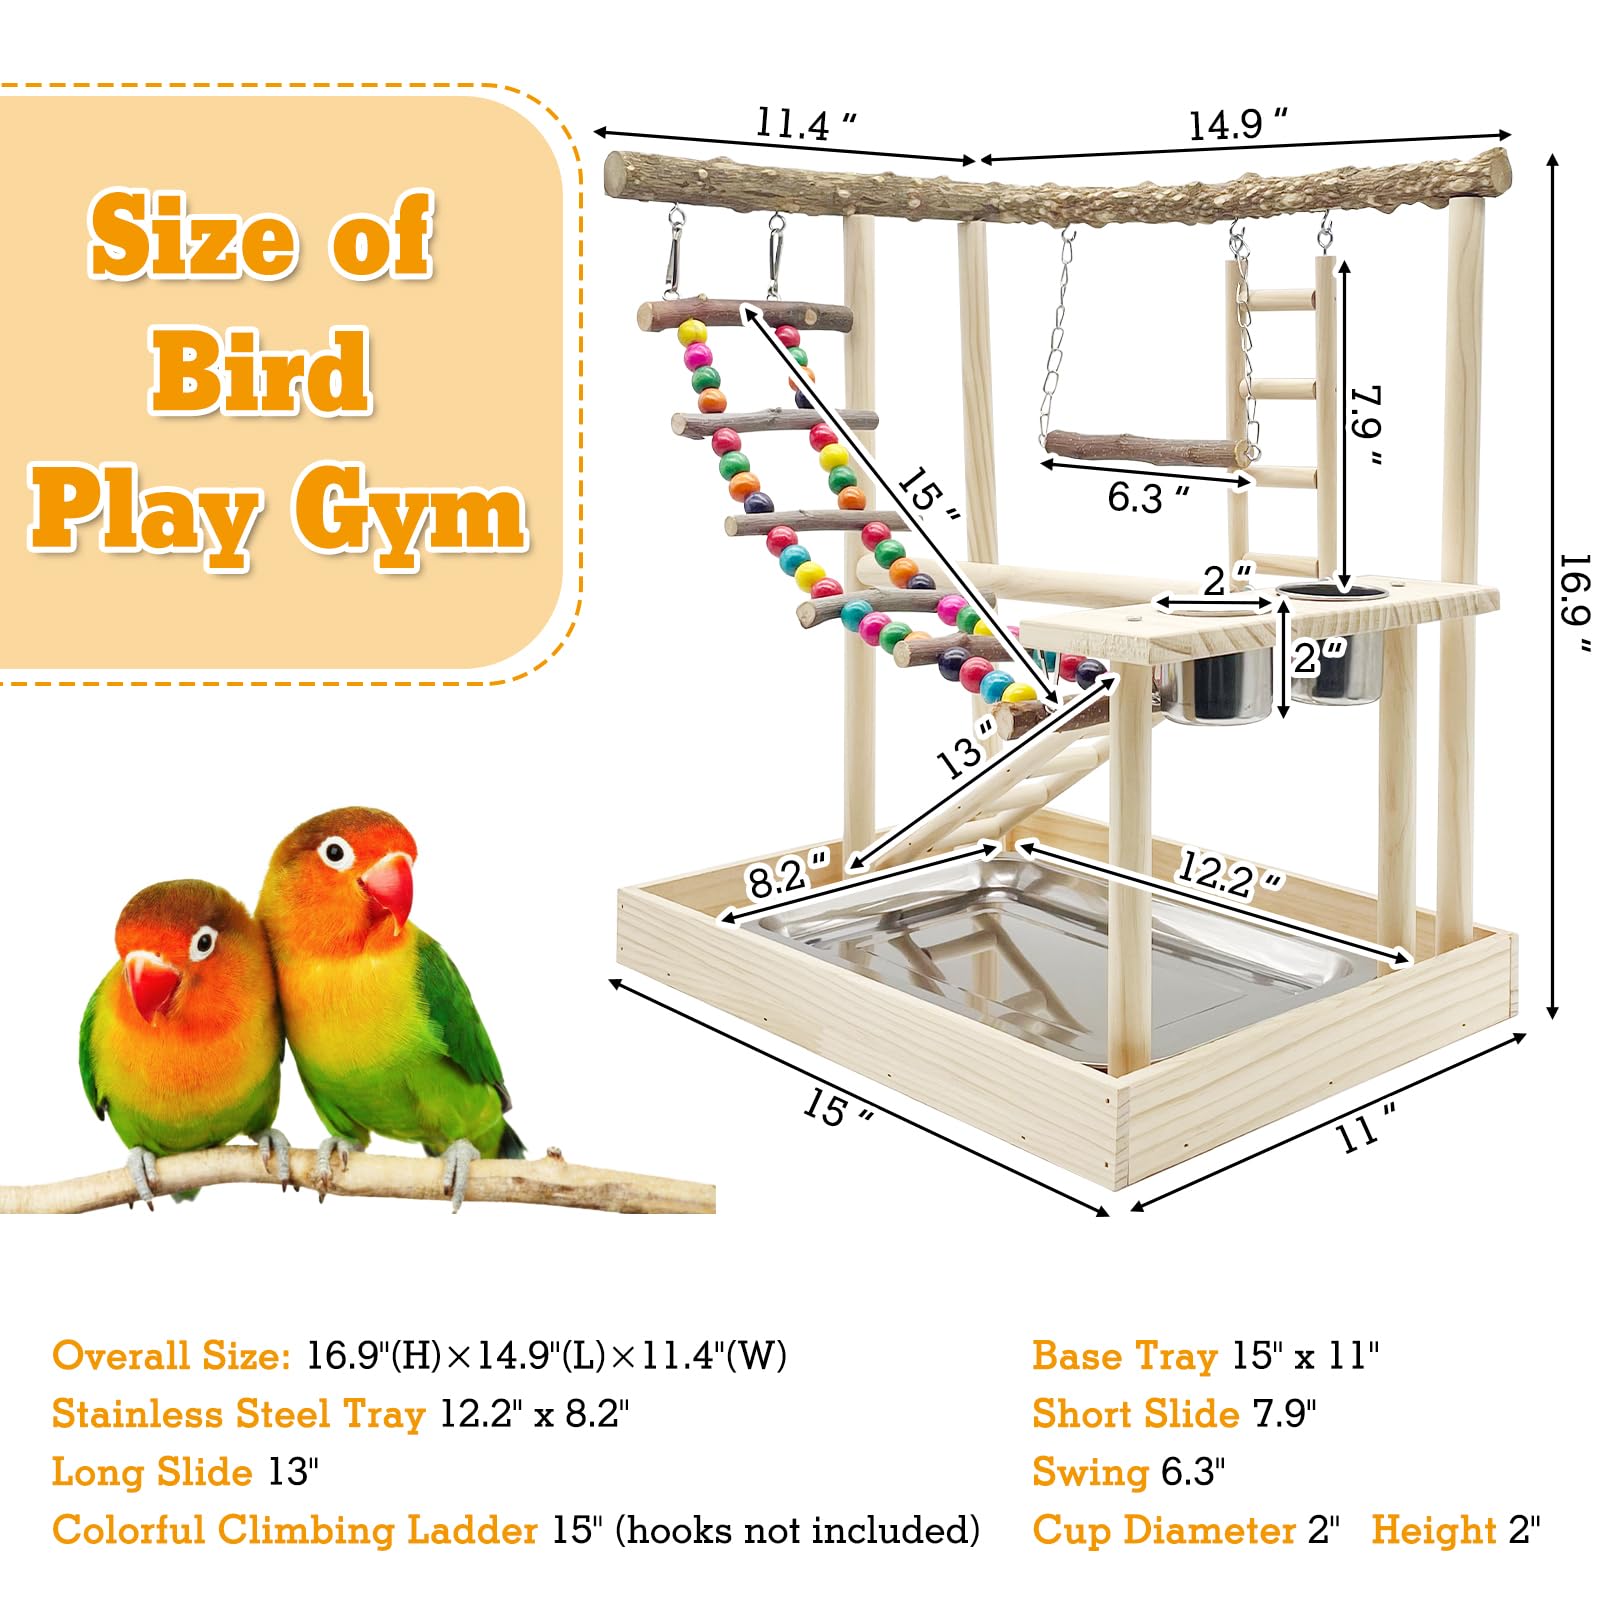 Size of
Bird
Play Gym
11.4 "
14.9 "
15 "
6.3 "
7.9 "
16.9 "
2 "
2 "
13 "
8.2 "
12.2 "
15 "
11 "
Overall Size: 16.9"(H)×14.9"(L)×11.4"(W)
Stainless Steel Tray 12.2" x 8.2"
Long Slide 13"
Colorful Climbing Ladder 15" (hooks not included)
Base Tray 15" x 11"
Short Slide 7.9"
Swing 6.3"
Cup Diameter 2" Height 2"